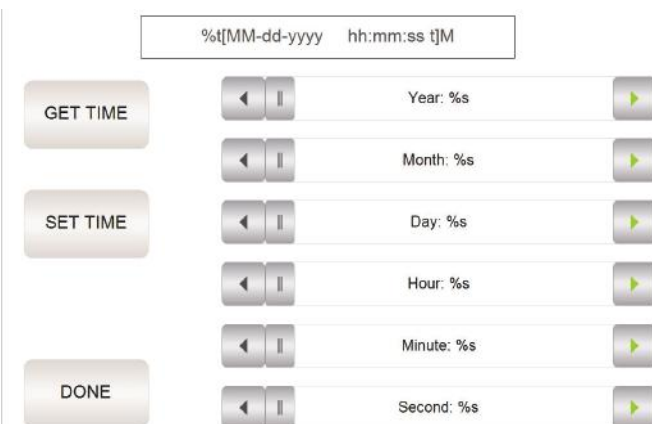 %t[MM-dd-yyyy hh:mm:ss t]M
GET TIME
Year: %s
Month: %s
SET TIME
Day: %s
Hour: %s
Minute: %s
DONE
Second: %s